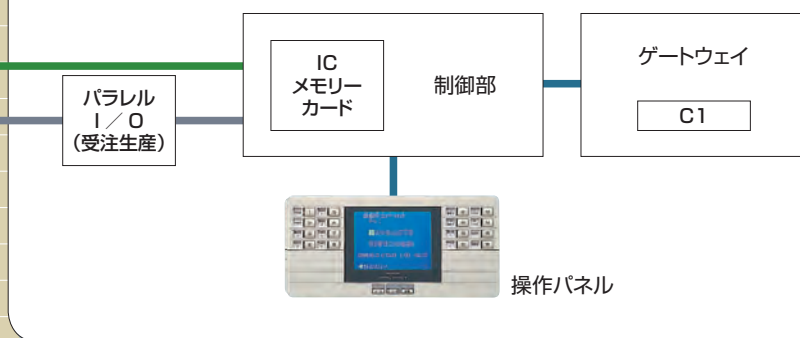 IC
メモリー
カード
制御部
ゲートウェイ
C1
パラレル
I/O
(受注生産)
操作パネル